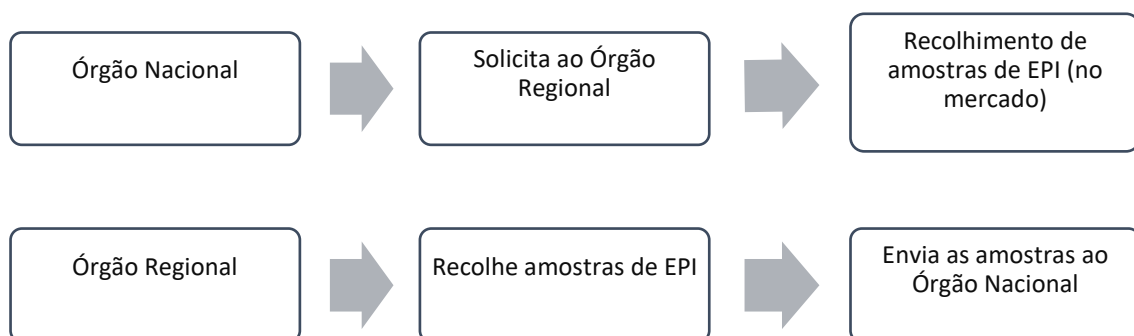 Órgão Nacional
Solicita ao Órgão
Regional
Recolhimento de
amostras de EPI (no
mercado)
Órgão Regional
Recolhe amostras de EPI
Envia as amostras ao
Órgão Nacional